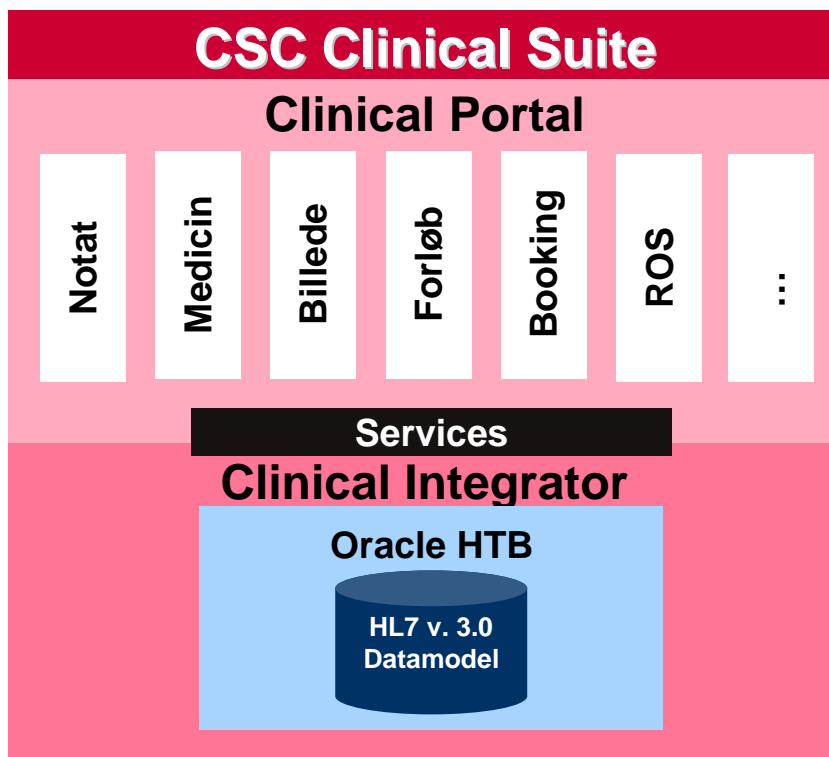 CSC Clinical Suite
Clinical Portal
Notat
Medicin
Billede
Forløb
Booking
ROS
...
Services
Clinical Integrator
Oracle HTB
HL7 v. 3.0
Datamodel